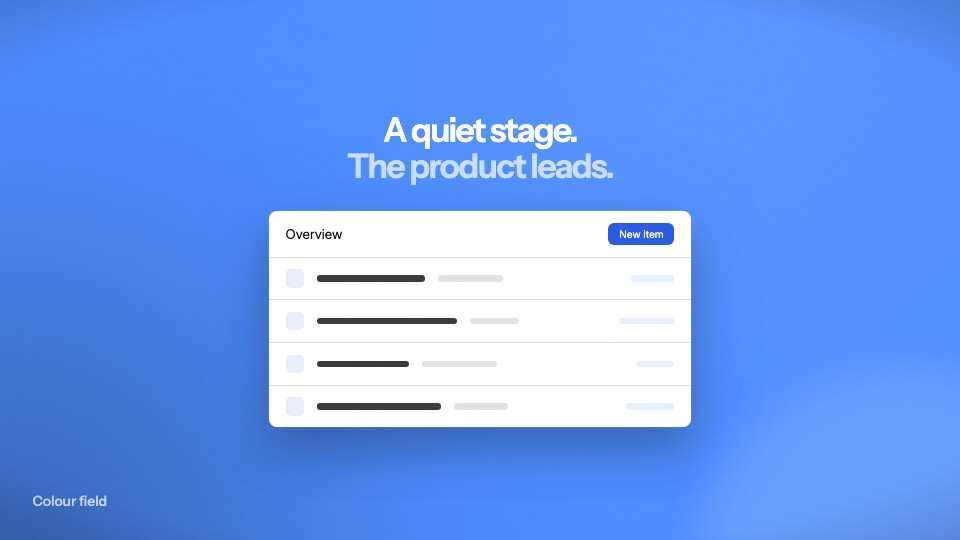 A quiet stage.
The product leads.
Overview
New Item
Colour field